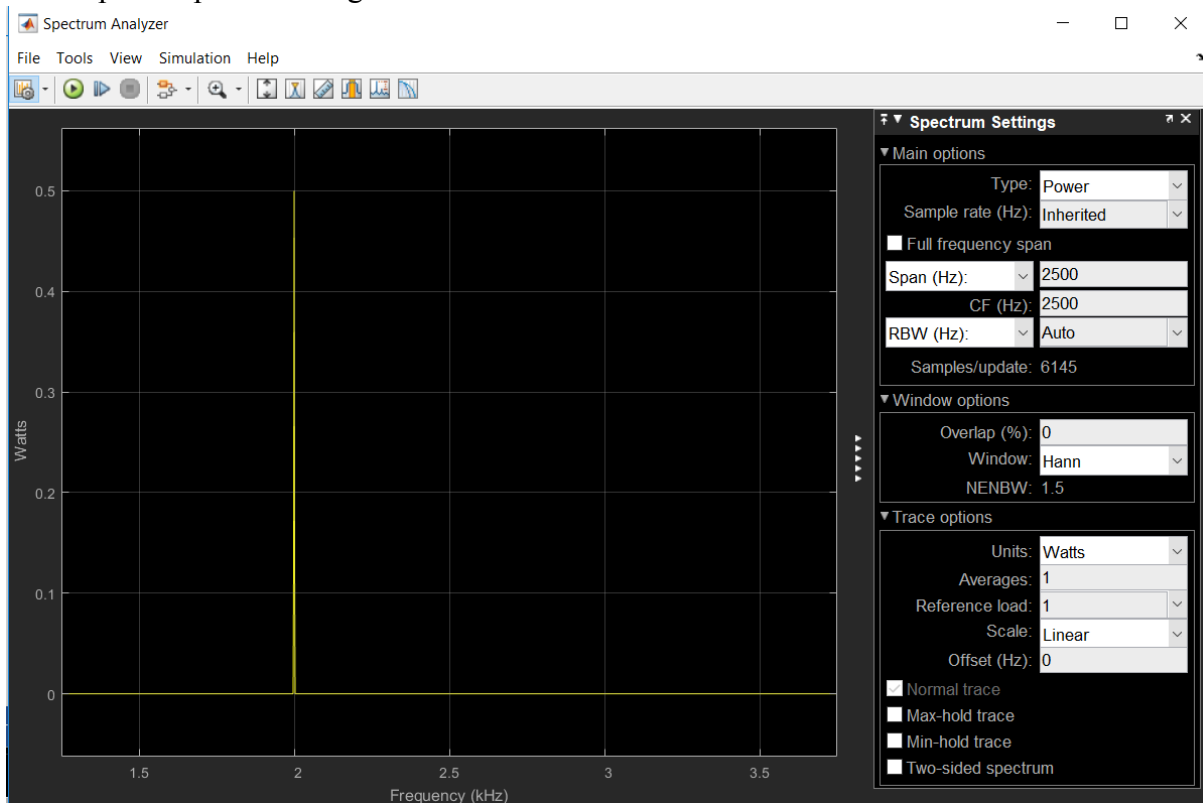 Spectrum Analyzer
File Tools View Simulation Help
0.5
0.4
0.3
0.2
0.1
0
Watts
1.5 2 2.5 3 3.5
Frequency (kHz)
Spectrum Settings
Main options
Type: Power
Sample rate (Hz): Inherited
Full frequency span
Span (Hz): 2500
CF (Hz): 2500
RBW (Hz): Auto
Samples/update: 6145
Window options
Overlap (%): 0
Window: Hann
NENBW: 1.5
Trace options
Units: Watts
Averages: 1
Reference load: 1
Scale: Linear
Offset (Hz): 0
Normal trace
Max-hold trace
Min-hold trace
Two-sided spectrum